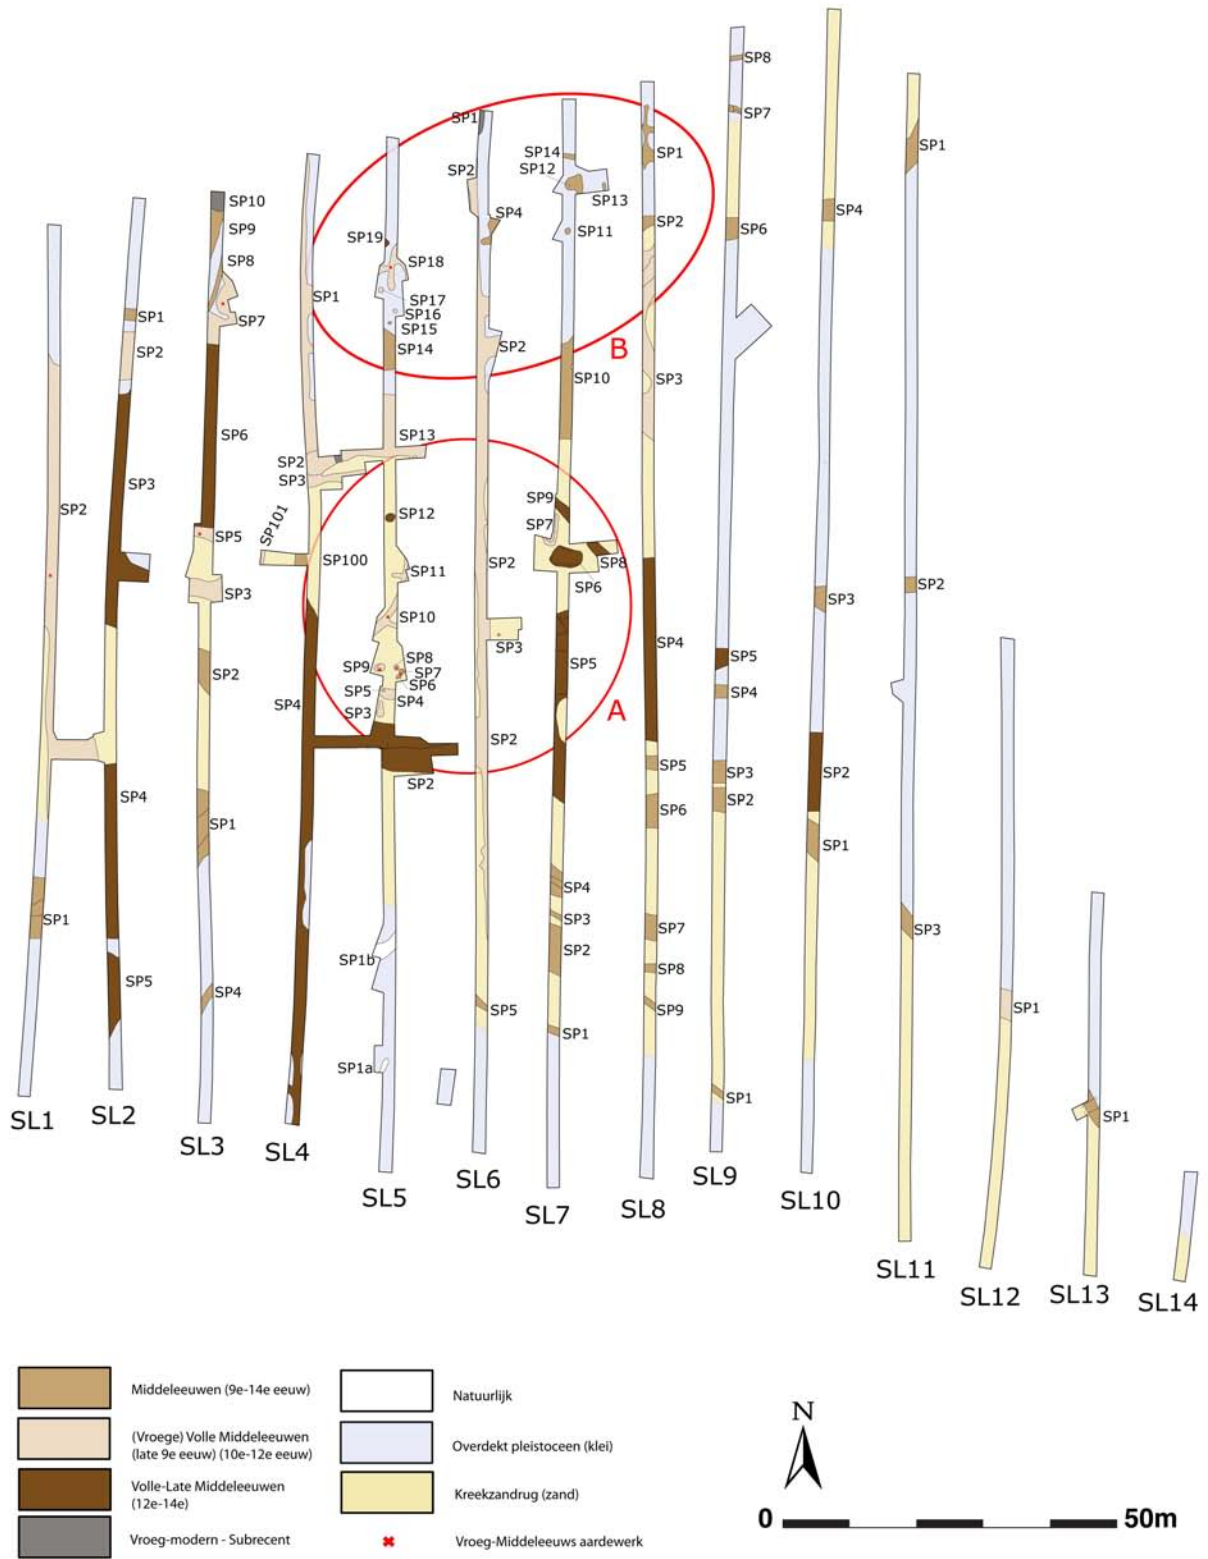 SP8
SP7
SP6
SP5
SP4
SP3
SP2
SP1
SL9
SP4
SP3
SP2
SP1
SL10
SP1
SP2
SP3
SL11
SP1
SL12
SP1
SL13
SL14
SP1
SP2
SP3
SP4
SP5
SP6
SP7
SP8
SP9
SL8
SP14
SP12
SP13
SP11
SP10
SP9
SP7
SP8
SP6
SP5
SP4
SP3
SP2
SP1
SL7
SP1
SP2
SP4
SP2
SP2
SP3
SP2
SP5
SL6
B
A
SP19
SP18
SP17
SP16
SP15
SP14
SP13
SP12
SP11
SP10
SP9
SP8
SP7
SP6
SP5
SP4
SP3
SP2
SP1b
SP1a
SL5
SP1
SP2
SP3
SP101
SP100
SP4
SL4
SP10
SP9
SP8
SP7
SP6
SP5
SP3
SP2
SP1
SP4
SL3
SP1
SP2
SP3
SP4
SP5
SL2
SP2
SP1
SL1
Middeleeuwen (9e-14e eeuw)
(Vroege) Volle Middeleeuwen
(late 9e eeuw) (10e-12e eeuw)
Volle-Late Middeleeuwen
(12e-14e)
Vroeg-modern - Subrecent
Natuurlijk
Overdekt pleistoceen (klei)
Kreekzandrug (zand)
Vroeg-Middeleeuws aardewerk
N
0 50m